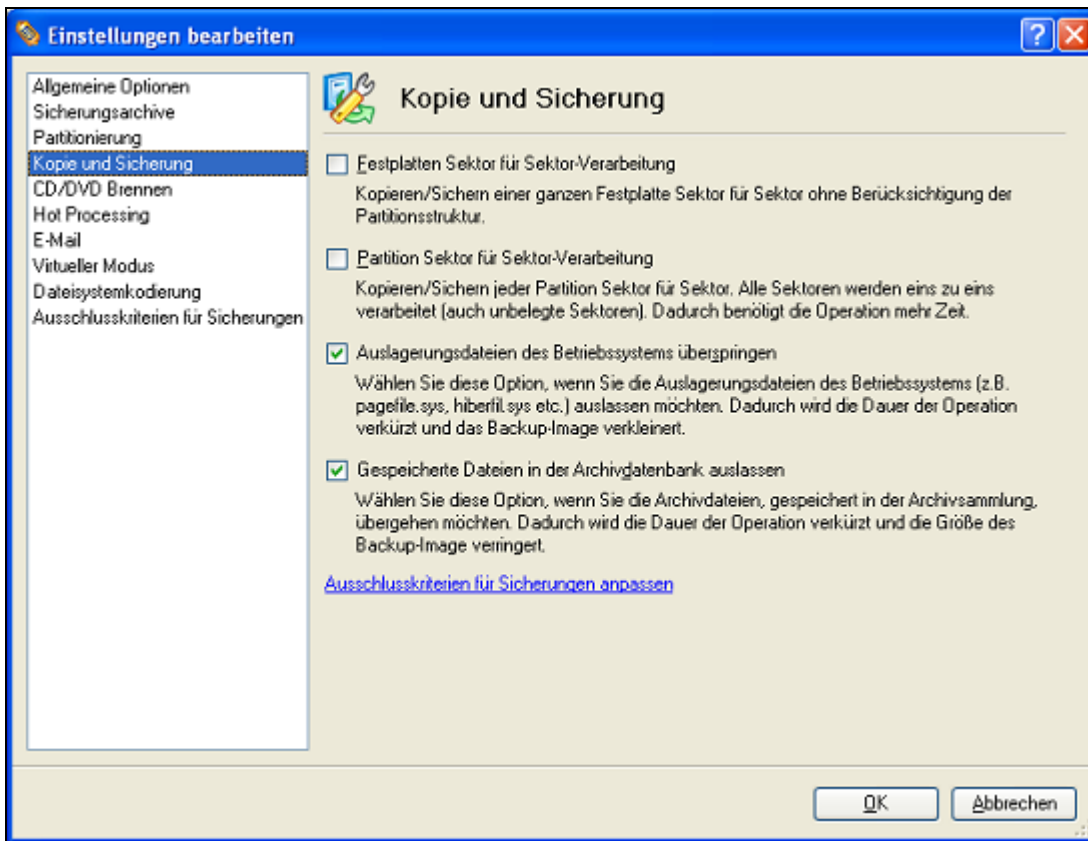 Einstellungen bearbeiten
Allgemeine Optionen
Sicherungsarchive
Partitionierung
Kopie und Sicherung
CD/DVD Brennen
Hot Processing
E-Mail
Virtueller Modus
Dateisystemkodierung
Ausschlusskriterien für Sicherungen
Kopie und Sicherung
Festplatten Sektor für Sektor-Verarbeitung
Kopieren/Sichern einer ganzen Festplatte Sektor für Sektor ohne Berücksichtigung der
Partitionsstruktur.
Partition Sektor für Sektor-Verarbeitung
Kopieren/Sichern jeder Partition Sektor für Sektor. Alle Sektoren werden eins zu eins
verarbeitet (auch unbelegte Sektoren). Dadurch benötigt die Operation mehr Zeit.
Auslagerungsdateien des Betriebssystems überspringen
Wählen Sie diese Option, wenn Sie die Auslagerungsdateien des Betriebssystems (z.B.
pagefile.sys, hiberfil.sys etc.) auslassen möchten. Dadurch wird die Dauer der Operation
verkürzt und das Backup-Image verkleinert.
Gespeicherte Dateien in der Archivdatenbank auslassen
Wählen Sie diese Option, wenn Sie die Archivdateien, gespeichert in der Archivsammlung,
übergehen möchten. Dadurch wird die Dauer der Operation verkürzt und die Größe des
Backup-Image verringert.
Ausschlusskriterien für Sicherungen anpassen
OK
Abbrechen